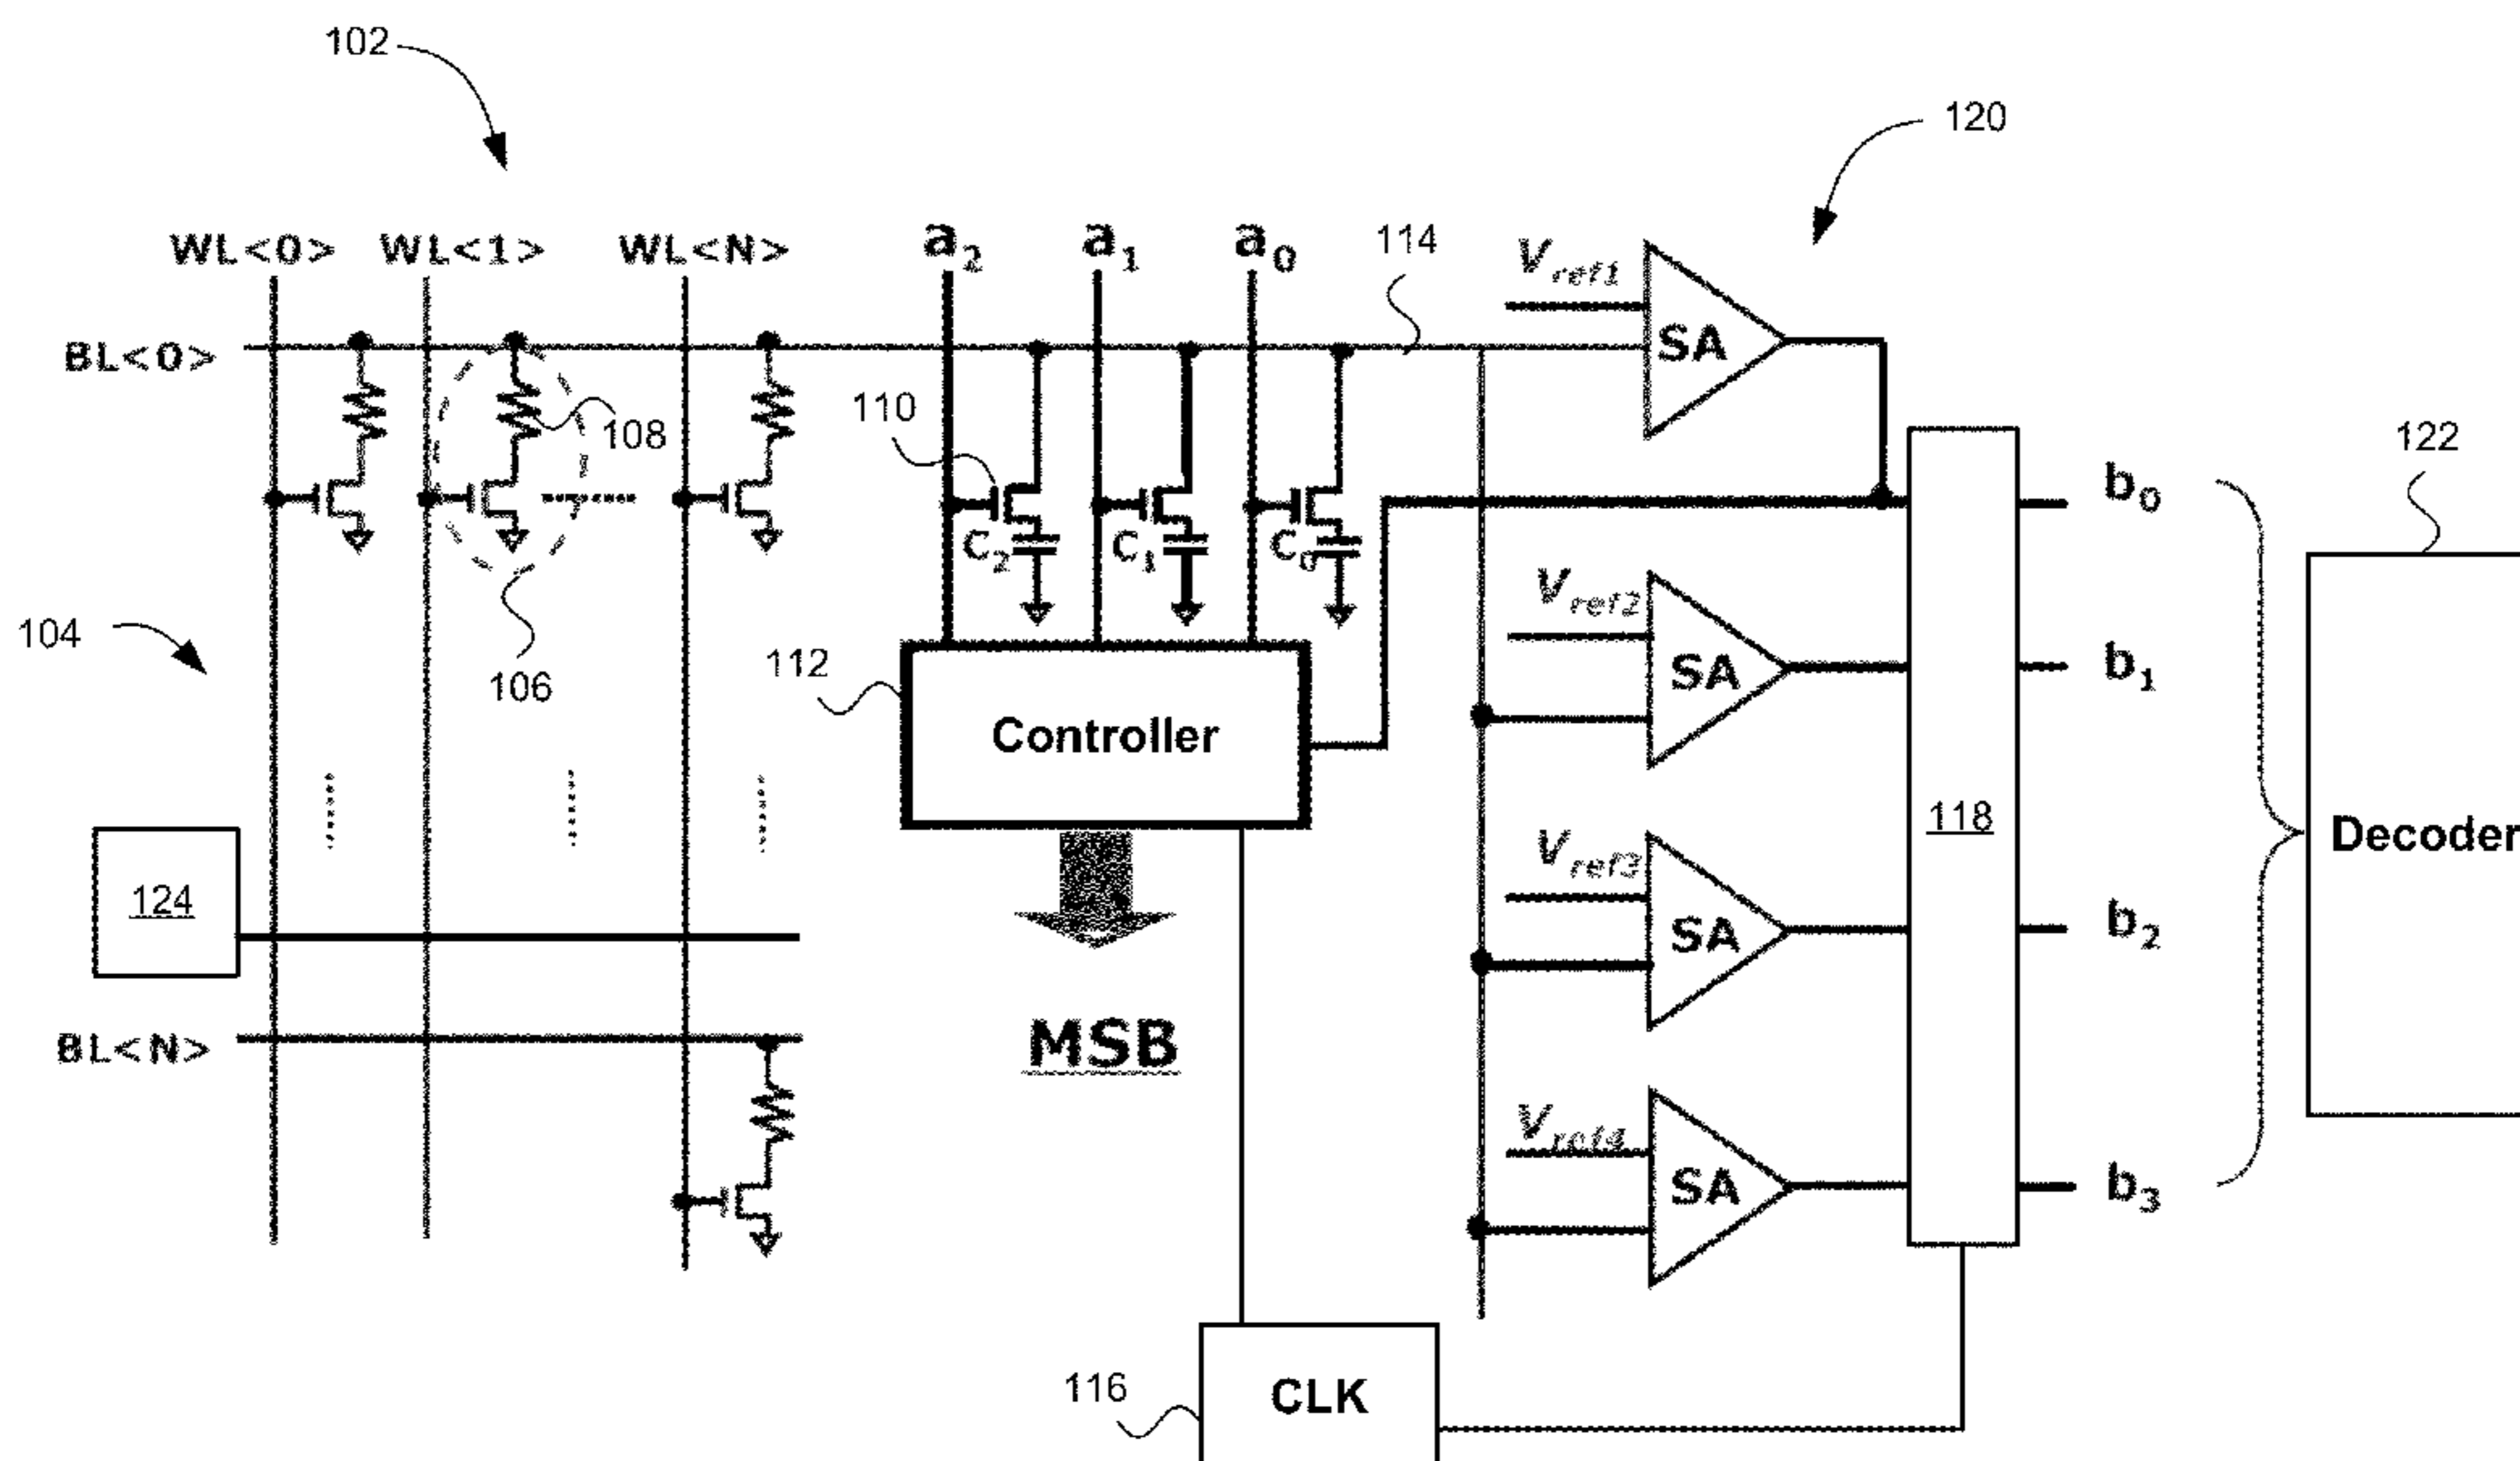 102
120
WL<0> WL<1> WL<N>
a2 a1 a0
114
Vref1
SA
BL<0>
108
110
122
b0
C2 C1 C0
Vref2
SA
104
106
112
Controller
b1
118
Decoder
Vref3
SA
124
b2
MSB
BL<N>
Vref4
SA
b3
116
CLK